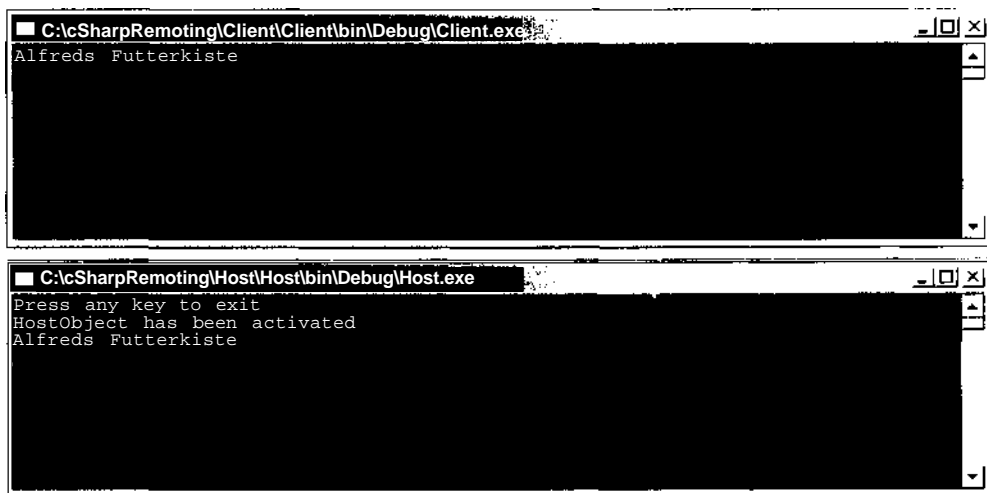 C:\cSharpRemoting\Client\Client\bin\Debug\Client.exe
Alfreds Futterkiste
C:\cSharpRemoting\Host\Host\bin\Debug\Host.exe
Press any key to exit
HostObject has been activated
Alfreds Futterkiste